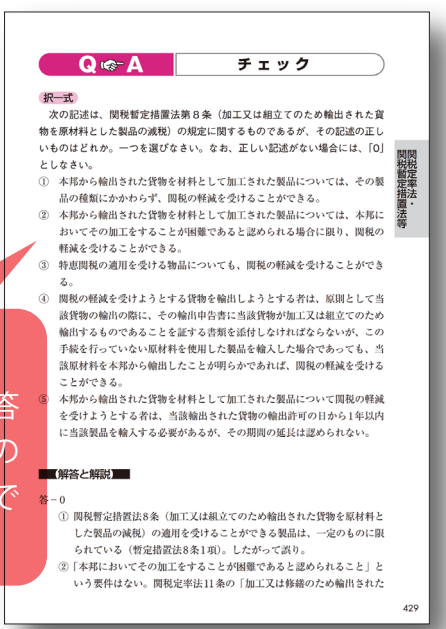 Q☞A チェック
択一式
次の記述は、関税暫定措置法第8条(加工又は組立てのため輸出された貨
物を原材料とした製品の減税)の規定に関するものであるが、その記述の正し
いものはどれか。一つを選びなさい。なお、正しい記述がない場合には、「0」
としなさい。
① 本邦から輸出された貨物を材料として加工された製品については、その製
品の種類にかかわらず、関税の軽減を受けることができる。
② 本邦から輸出された貨物を材料として加工された製品については、本邦に
おいてその加工をすることが困難であると認められる場合に限り、関税の
軽減を受けることができる。
③ 特恵関税の適用を受ける物品についても、関税の軽減を受けることができ
る。
④ 関税の軽減を受けようとする貨物を輸出しようとする者は、原則として当
該貨物の輸出の際に、その輸出申告書に当該貨物が加工又は組立てのため
輸出するものであることを証する書類を添付しなければならないが、この
手続を行っていない原材料を使用した製品を輸入した場合であっても、当
該原材料を本邦から輸出したことが明らかであれば、関税の軽減を受ける
ことができる。
⑤ 本邦から輸出された貨物を材料として加工された製品について関税の軽減
を受けようとする者は、当該輸出された貨物の輸出許可の日から1年以内
に当該製品を輸入する必要があるが、その期間の延長は認められない。
【解答と解説】
答-0
① 関税暫定措置法8条(加工又は組立てのため輸出された貨物を原材料と
した製品の減税)の適用を受けることができる製品は、一定のものに限
られている(暫定措置法8条1項)。したがって誤り。
②「本邦においてその加工をすることが困難であると認められること」と
いう要件はない。関税定率法11条の「加工又は修繕のため輸出された
関税定率法・
関税暫定措置法等
答
の
で
429